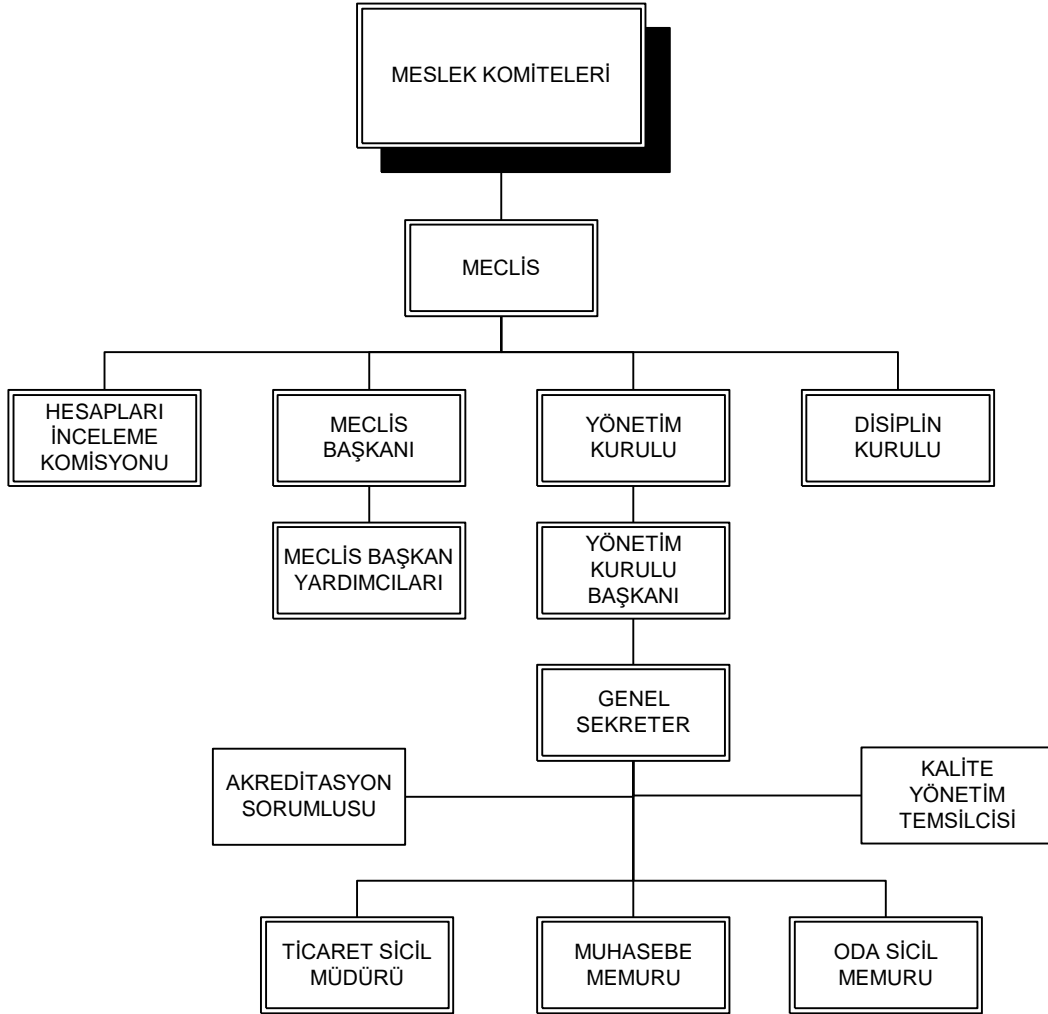 MESLEK KOMİTELERİ
MECLİS
HESAPLARI
İNCELEME
KOMİSYONU
MECLİS
BAŞKANI
YÖNETİM
KURULU
DİSİPLİN
KURULU
MECLİS BAŞKAN
YARDIMCILARI
YÖNETİM
KURULU
BAŞKANI
GENEL
SEKRETER
AKREDİTASYON
SORUMLUSU
KALİTE
YÖNETİM
TEMSİLCİSİ
TİCARET SİCİL
MÜDÜRÜ
MUHASEBE
MEMURU
ODA SİCİL
MEMURU